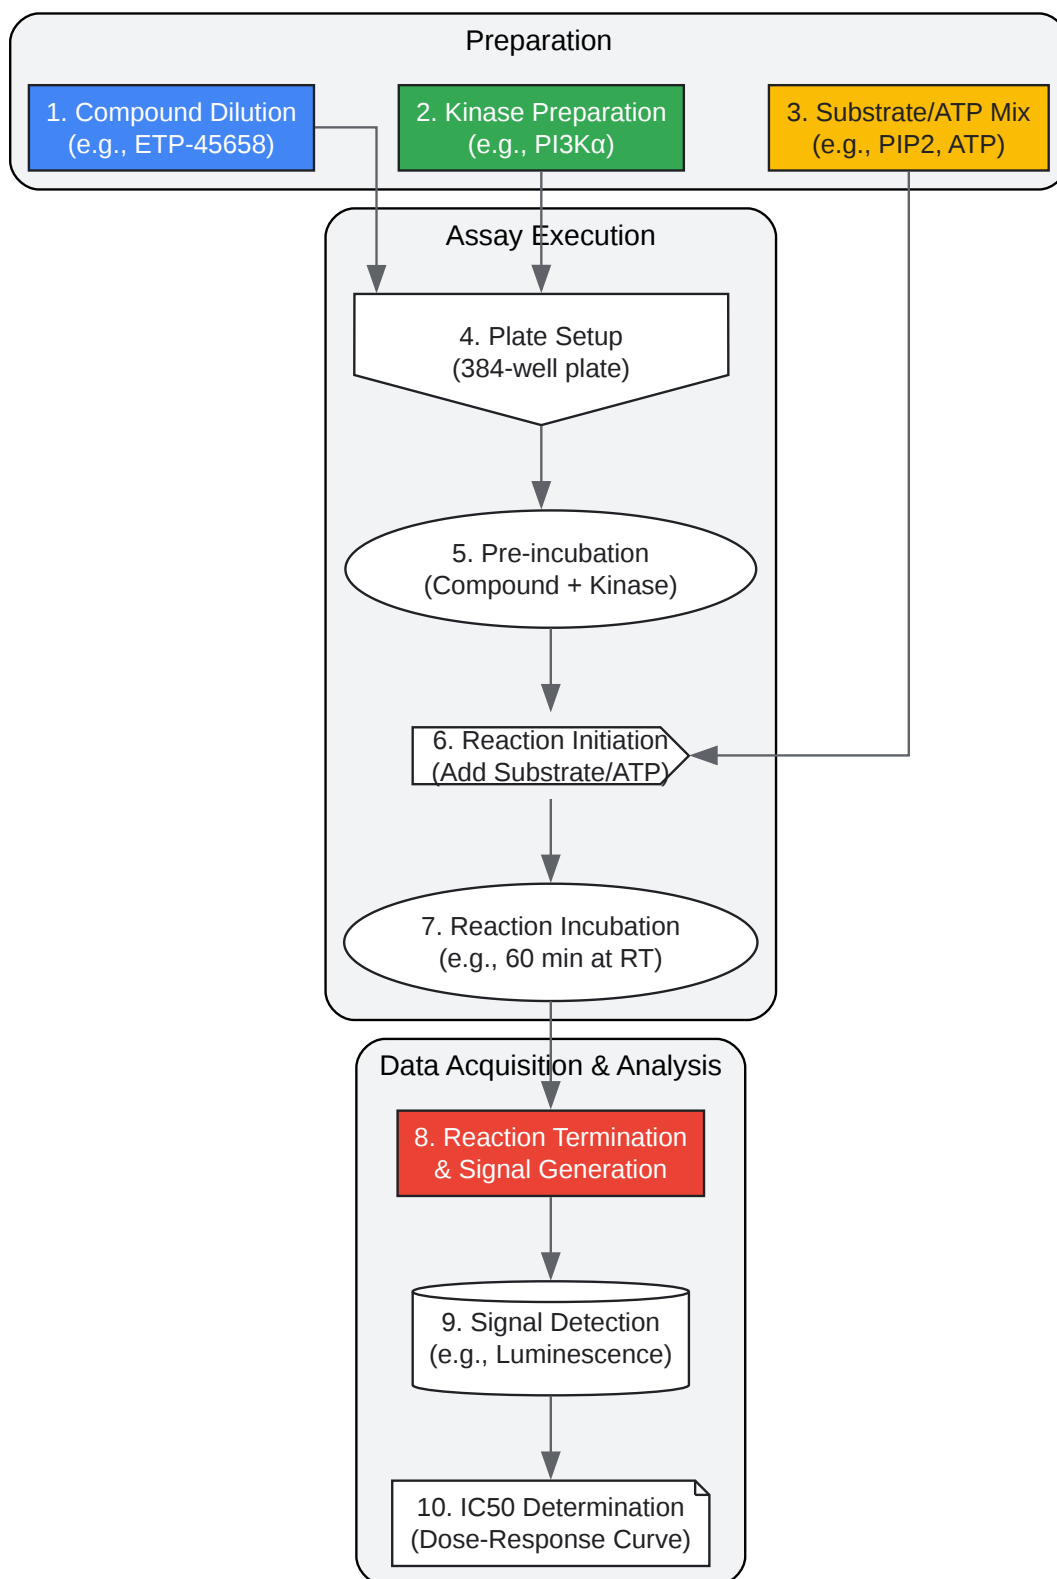 Preparation
1. Compound Dilution
(e.g., ETP-45658)
2. Kinase Preparation
(e.g., PI3Kα)
3. Substrate/ATP Mix
(e.g., PIP2, ATP)
Assay Execution
4. Plate Setup
(384-well plate)
5. Pre-incubation
(Compound + Kinase)
6. Reaction Initiation
(Add Substrate/ATP)
7. Reaction Incubation
(e.g., 60 min at RT)
Data Acquisition & Analysis
8. Reaction Termination
& Signal Generation
9. Signal Detection
(e.g., Luminescence)
10. IC50 Determination
(Dose-Response Curve)